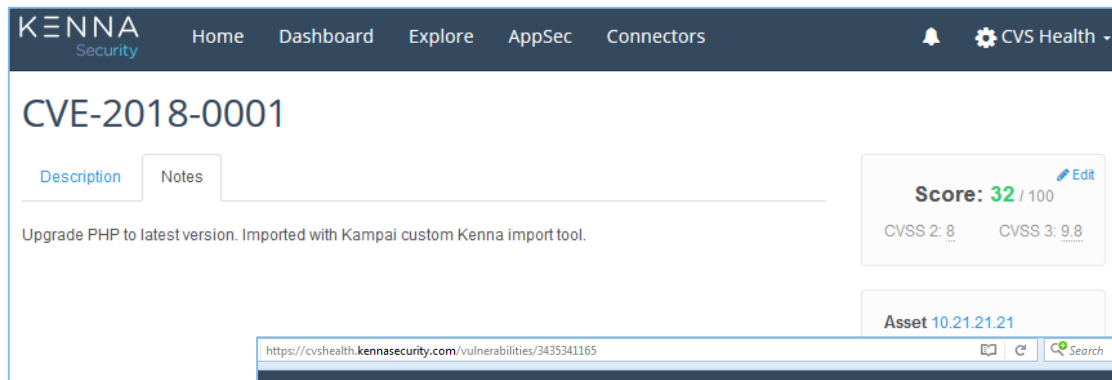 KENNA
Security
Home Dashboard Explore AppSec Connectors CVS Health
CVE-2018-0001
Description Notes
Edit
Score: 32 / 100
CVSS 2: 8 CVSS 3: 9.8
Upgrade PHP to latest version. Imported with Kampai custom Kenna import tool.
Asset 10.21.21.21
https://cvshealth.kennasecurity.com/vulnerabilities/3435341165 Search